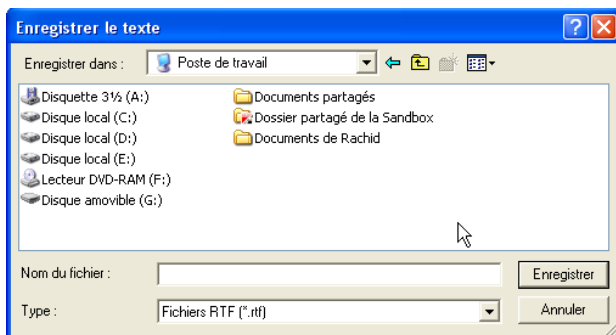 Enregistrer le texte
Enregistrer dans :
Poste de travail
Disquette 3½ (A:)
Disque local (C:)
Disque local (D:)
Disque local (E:)
Lecteur DVD-RAM (F:)
Disque amovible (G:)
Documents partagés
Dossier partagé de la Sandbox
Documents de Rachid
Nom du fichier :
Enregistrer
Type :
Fichiers RTF (*.rtf)
Annuler